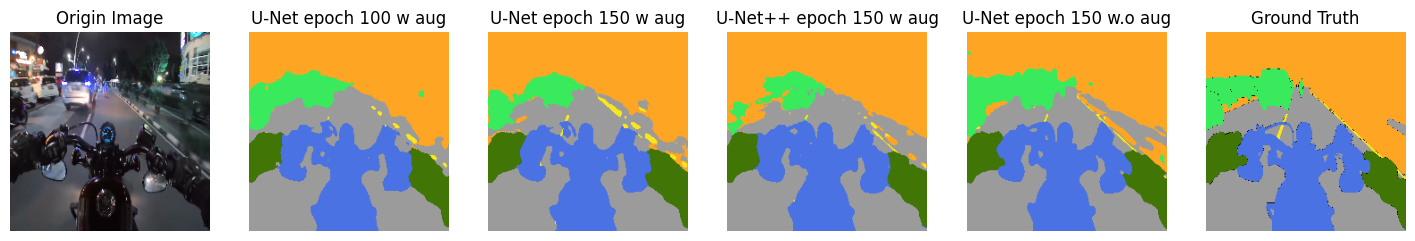 Origin Image
U-Net epoch 100 w aug
U-Net epoch 150 w aug
U-Net++ epoch 150 w aug
U-Net epoch 150 w.o aug
Ground Truth